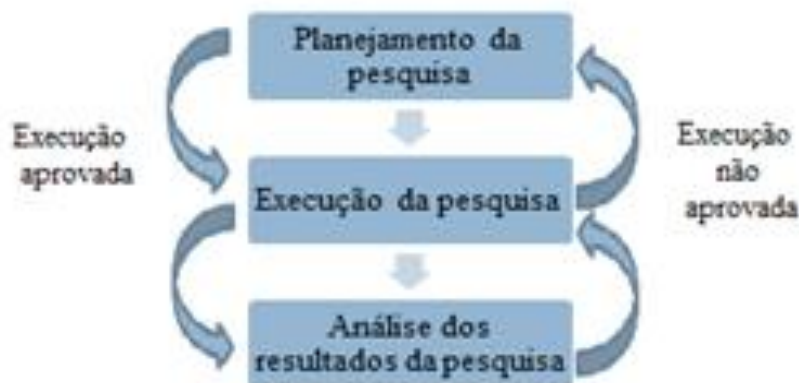 Planejamento da
pesquisa
Execução
aprovada
Execução
não
aprovada
Execução da pesquisa
Análise dos
resultados da pesquisa